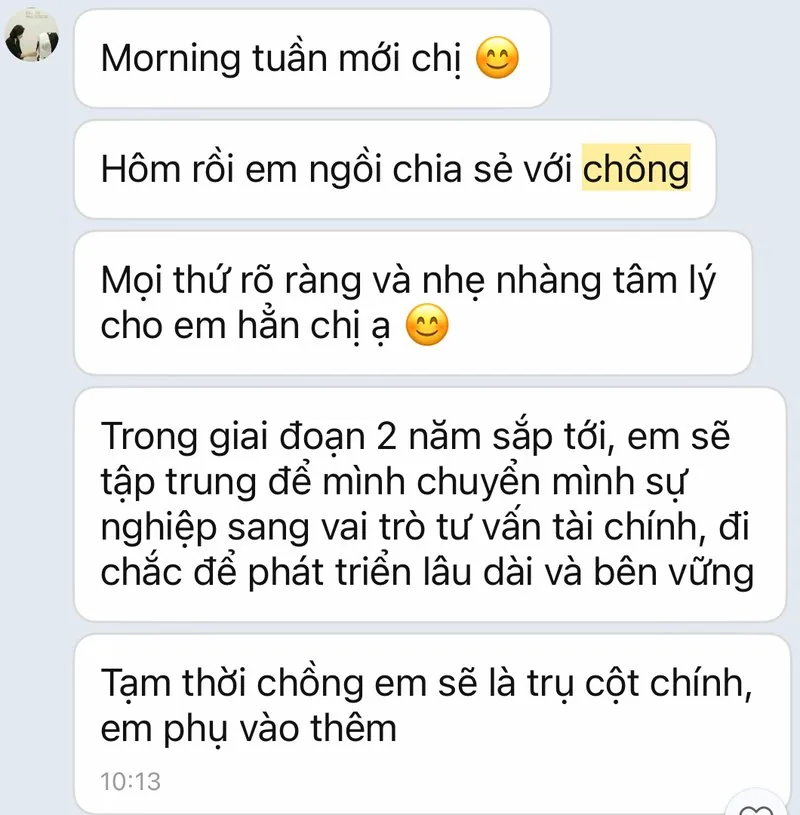 Morning tuần mới chị 😊
Hôm rồi em ngồi chia sẻ với chồng
Mọi thứ rõ ràng và nhẹ nhàng tâm lý
cho em hẳn chị ạ 😊
Trong giai đoạn 2 năm sắp tới, em sẽ
tập trung để mình chuyển mình sự
nghiệp sang vai trò tư vấn tài chính, đi
chắc để phát triển lâu dài và bên vững
Tạm thời chồng em sẽ là trụ cột chính,
em phụ vào thêm
10:13